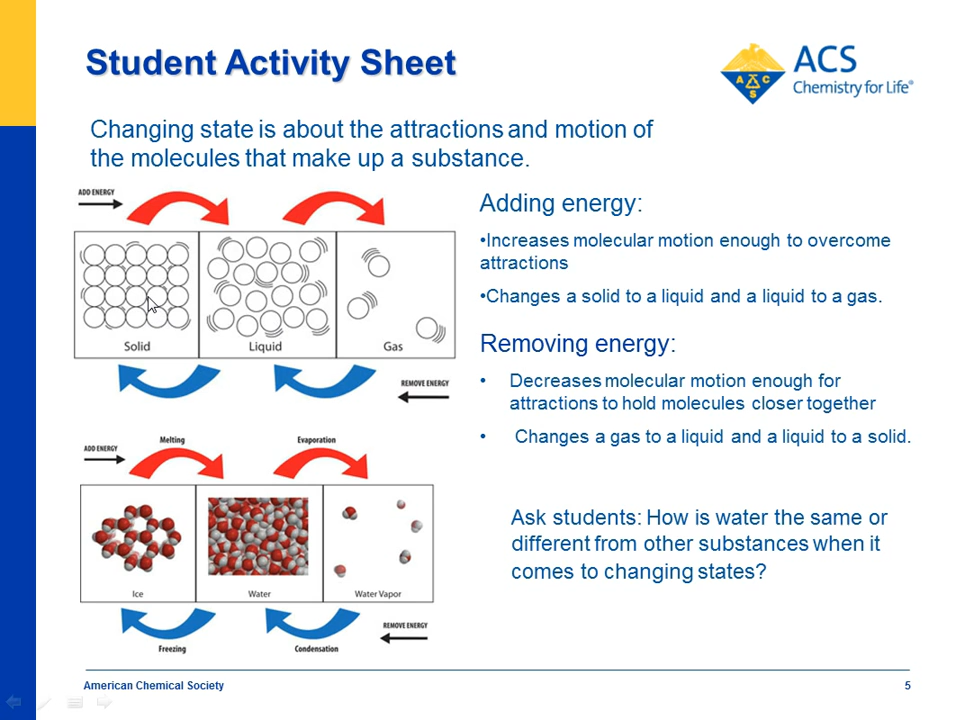 Student Activity Sheet
ACS
Chemistry for Life®
A C S
Changing state is about the attractions and motion of
the molecules that make up a substance.
ADD ENERGY
Solid
Liquid
Gas
REMOVE ENERGY
Adding energy:
•Increases molecular motion enough to overcome
attractions
•Changes a solid to a liquid and a liquid to a gas.
Removing energy:
• Decreases molecular motion enough for
attractions to hold molecules closer together
• Changes a gas to a liquid and a liquid to a solid.
ADD ENERGY
Melting
Evaporation
Ice
Water
Water Vapor
REMOVE ENERGY
Freezing
Condensation
Ask students: How is water the same or
different from other substances when it
comes to changing states?
American Chemical Society
5